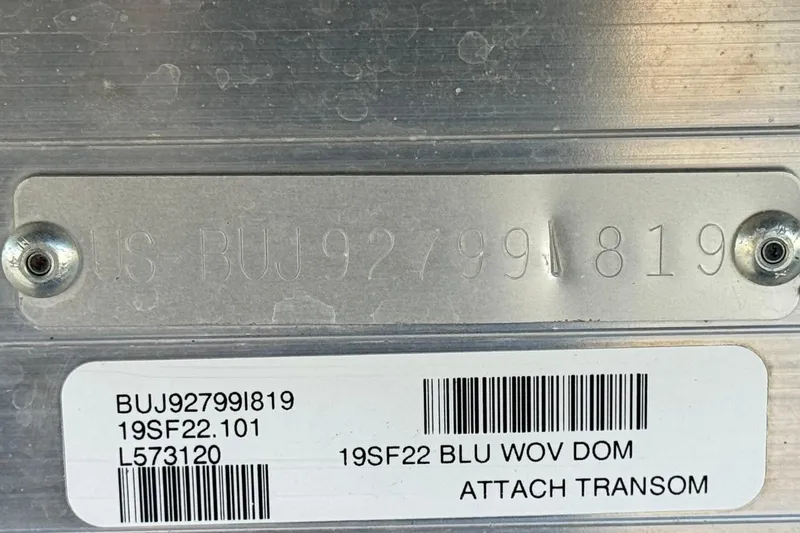 US BUJ92799I819
BUJ92799I819
19SF22.101
L573120
19SF22 BLU WOV DOM
ATTACH TRANSOM